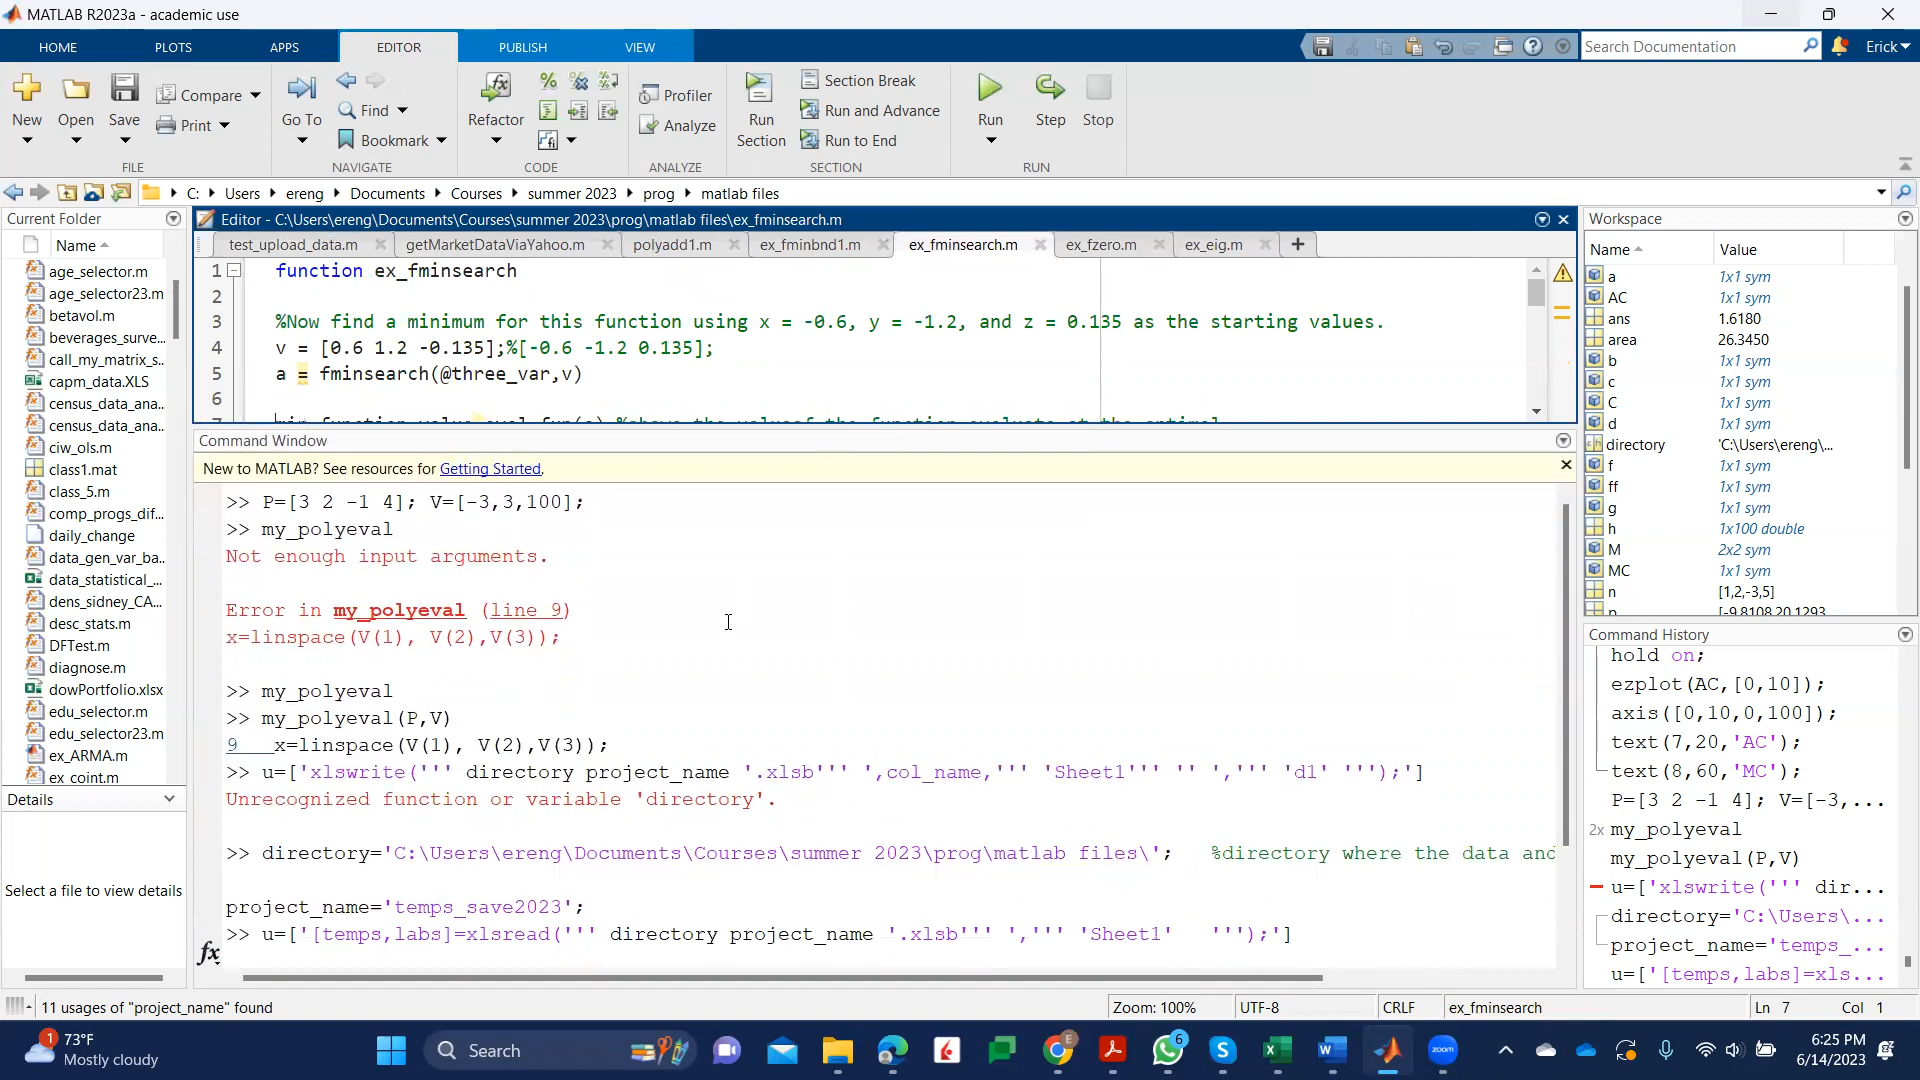 MATLAB R2023a - academic use
HOME PLOTS APPS EDITOR PUBLISH VIEW
Search Documentation
Erick
New
Open
Save
Compare
Print
FILE
Go To
Find
Bookmark
NAVIGATE
Refactor
CODE
Profiler
Analyze
ANALYZE
Run Section
Section Break
Run and Advance
Run to End
SECTION
Run
Step
Stop
RUN
C: Users ereng Documents Courses summer 2023 prog matlab files
Current Folder
Name
age_selector.m
age_selector23.m
betavol.m
beverages_surve...
call_my_matrix_s...
capm_data.XLS
census_data_ana...
census_data_ana...
ciw_ols.m
class1.mat
class_5.m
comp_progs_dif...
daily_change
data_gen_var_ba...
data_statistical_...
dens_sidney_CA...
desc_stats.m
DFTest.m
diagnose.m
dowPortfolio.xlsx
edu_selector.m
edu_selector23.m
ex_ARMA.m
ex_coint.m
Details
Select a file to view details
Editor - C:\Users\ereng\Documents\Courses\summer 2023\prog\matlab files\ex_fminsearch.m
test_upload_data.m getMarketDataViaYahoo.m polyadd1.m ex_fminbnd1.m ex_fminsearch.m ex_fzero.m ex_eig.m
1 function ex_fminsearch
2
3 %Now find a minimum for this function using x = -0.6, y = -1.2, and z = 0.135 as the starting values.
4 v = [0.6 1.2 -0.135];%[-0.6 -1.2 0.135];
5 a = fminsearch(@three_var,v)
6
Command Window
New to MATLAB? See resources for Getting Started.
>> P=[3 2 -1 4]; V=[-3,3,100];
>> my_polyeval
Not enough input arguments.
Error in my_polyeval (line 9)
x=linspace(V(1), V(2),V(3));
>> my_polyeval
>> my_polyeval(P,V)
9 x=linspace(V(1), V(2),V(3));
>> u=['xlswrite(''' directory project_name '.xlsb''' ',col_name,''' 'Sheet1''' '' ',''' 'd1' ''');']
Unrecognized function or variable 'directory'.
>> directory='C:\Users\ereng\Documents\Courses\summer 2023\prog\matlab files\'; %directory where the data and
project_name='temps_save2023';
>> u=['[temps,labs]=xlsread(''' directory project_name '.xlsb''' ',''' 'Sheet1' ''');']
fx
Workspace
Name Value
a 1x1 sym
AC 1x1 sym
ans 1.6180
area 26.3450
b 1x1 sym
c 1x1 sym
C 1x1 sym
d 1x1 sym
directory 'C:\Users\ereng\...
f 1x1 sym
ff 1x1 sym
g 1x1 sym
h 1x100 double
M 2x2 sym
MC 1x1 sym
n [1,2,-3,5]
Command History
hold on;
ezplot(AC,[0,10]);
axis([0,10,0,100]);
text(7,20,'AC');
text(8,60,'MC');
P=[3 2 -1 4]; V=[-3,...
2x my_polyeval
my_polyeval(P,V)
u=['xlswrite(''' dir...
directory='C:\Users\...
project_name='temps_...
u=['[temps,labs]=xls...
11 usages of "project_name" found
Zoom: 100% UTF-8 CRLF ex_fminsearch Ln 7 Col 1
1
73°F
Mostly cloudy
Search
E
6
zoom
6:25 PM
6/14/2023